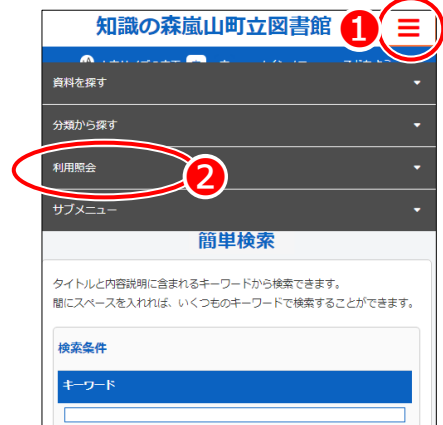 知識の森嵐山町立図書館
1
資料を探す
分類から探す
利用照会
2
サブメニュー
簡単検索
タイトルと内容説明に含まれるキーワードから検索できます。
間にスペースを入れれば、いくつものキーワードで検索することができます。
検索条件
キーワード